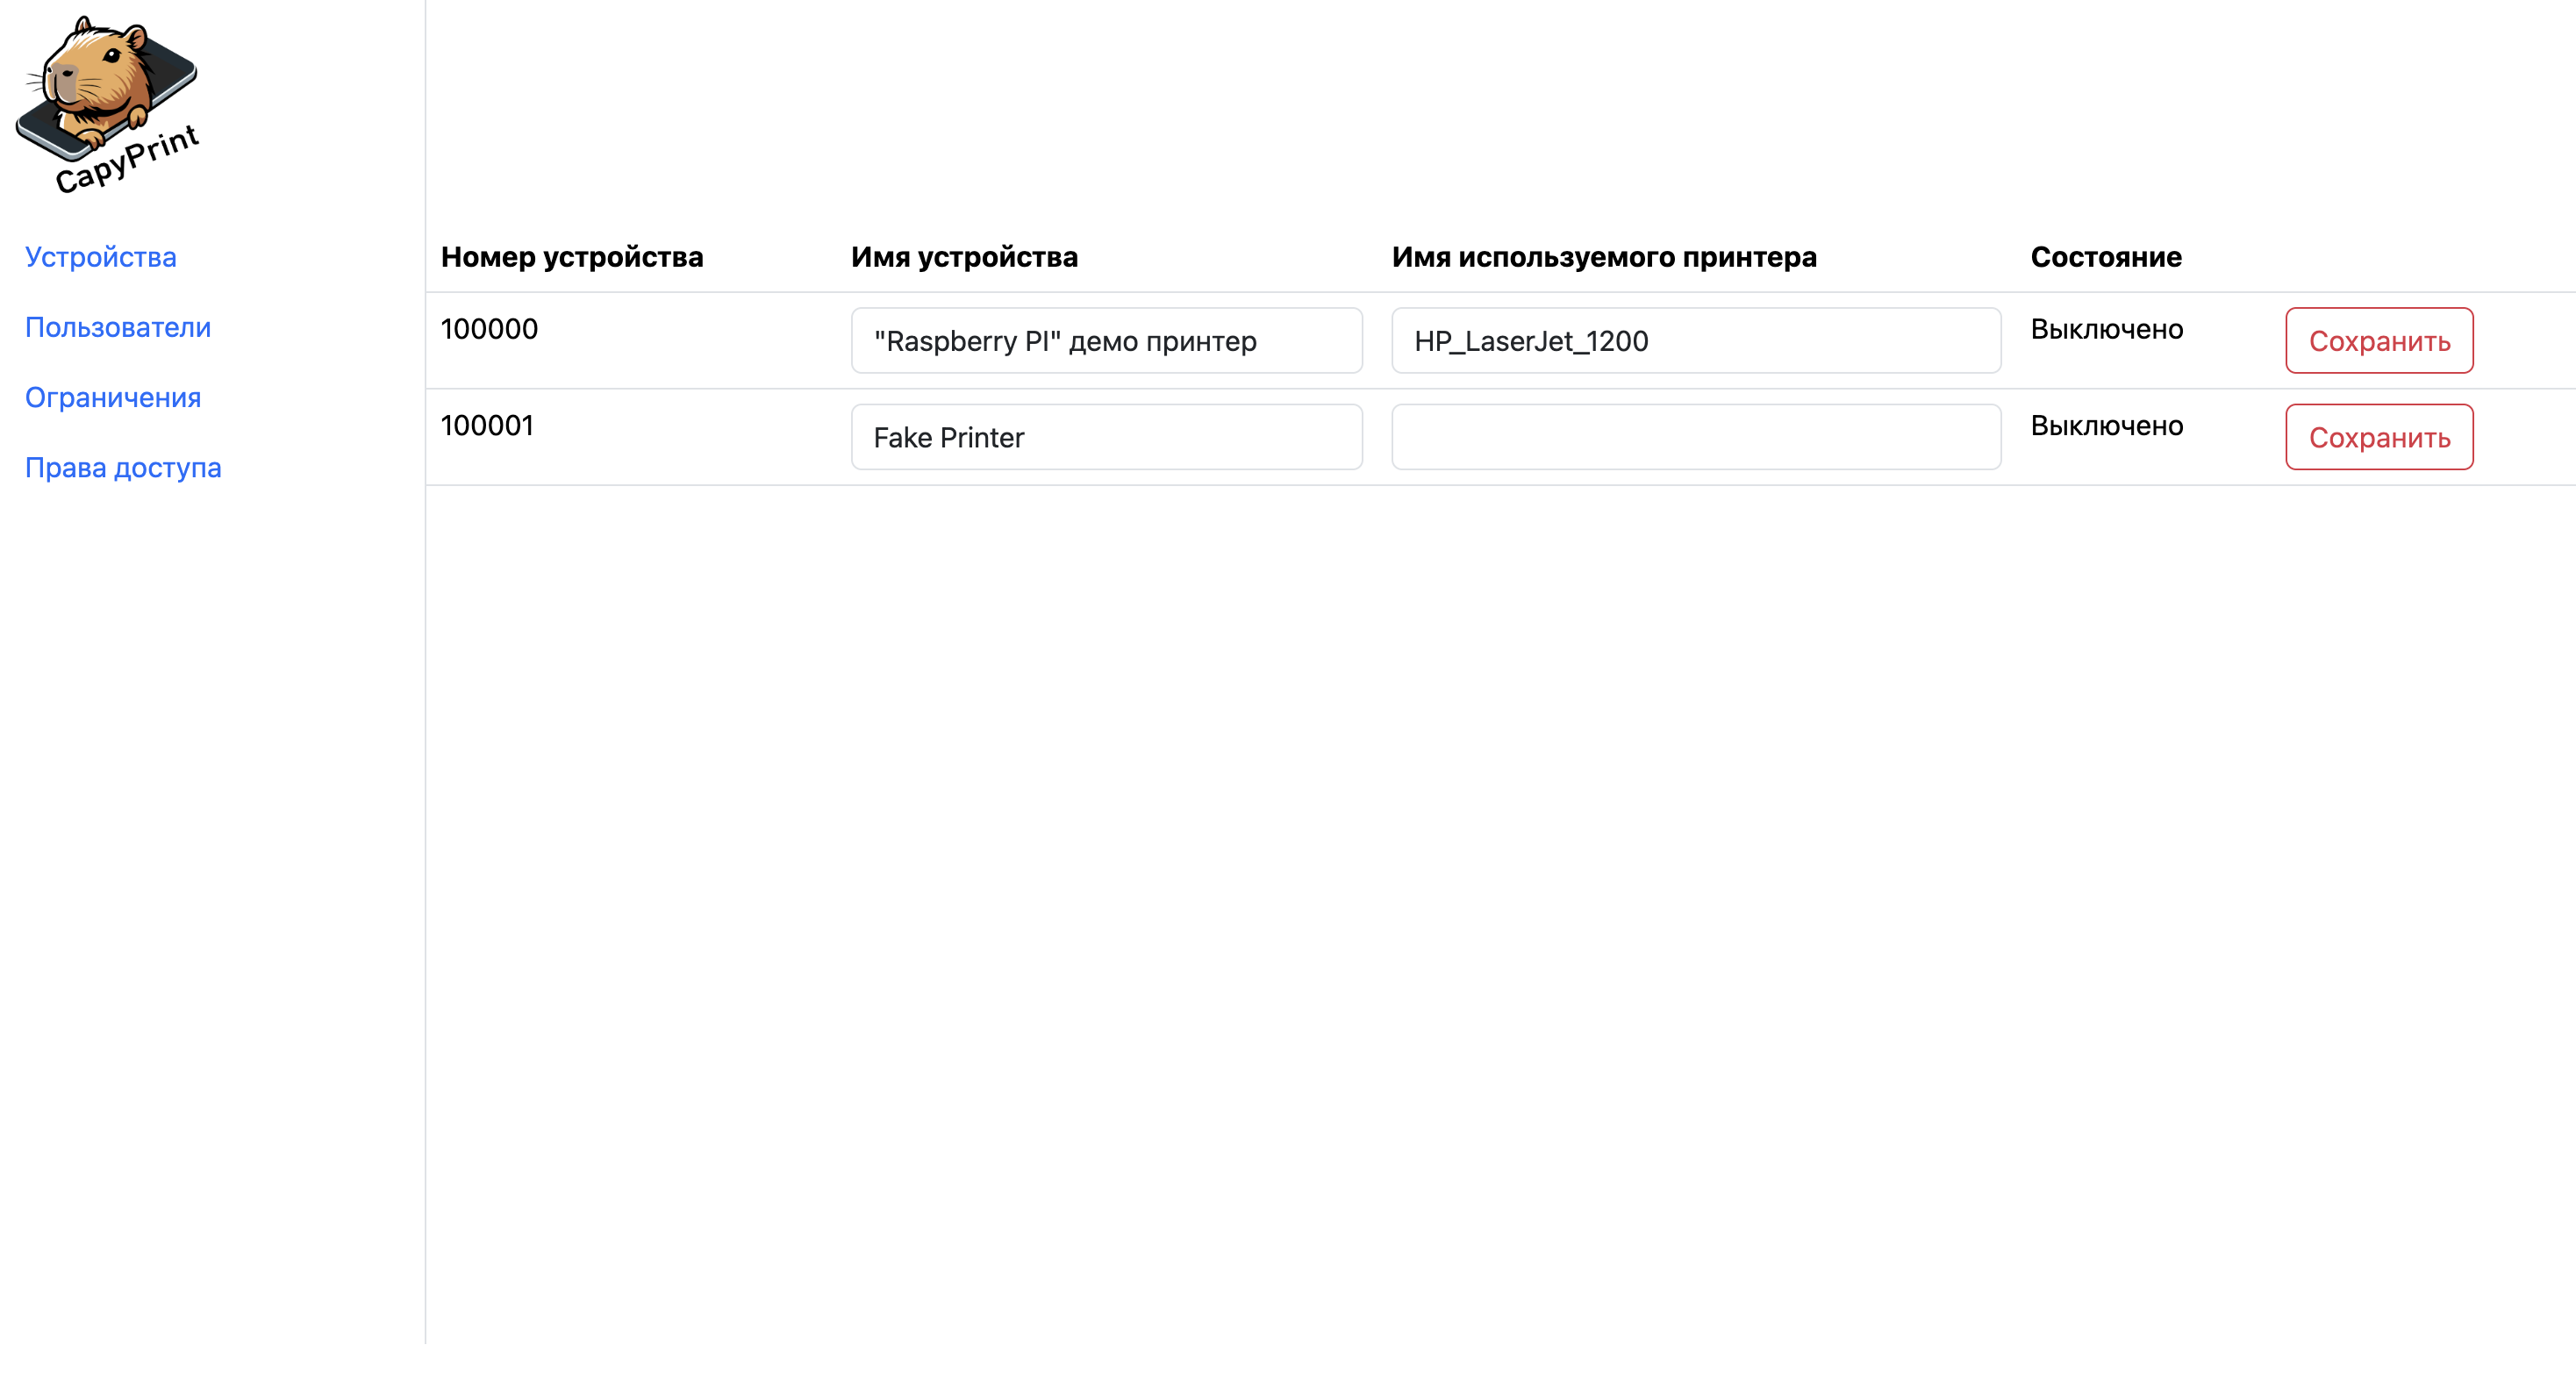 CapyPrint
Устройства
Пользователи
Ограничения
Права доступа
Номер устройства Имя устройства Имя используемого принтера Состояние
100000 "Raspberry PI" демо принтер HP_LaserJet_1200 Выключено Сохранить
100001 Fake Printer Выключено Сохранить